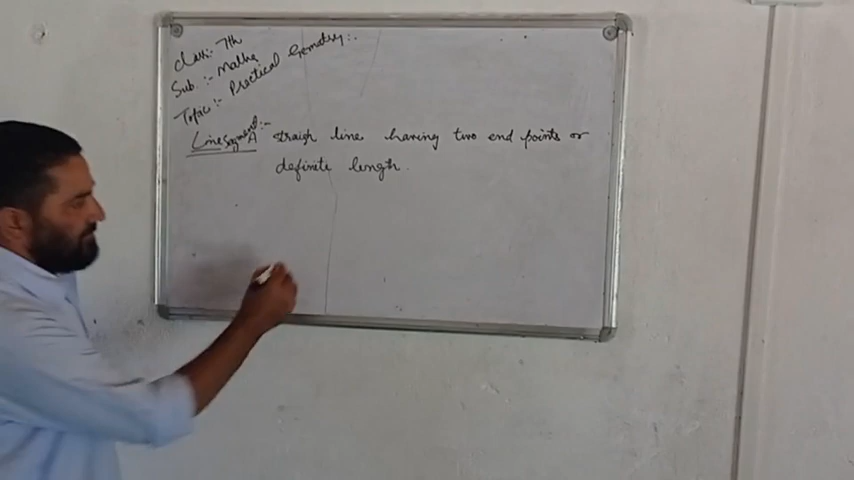 Class:- 7th
Sub. :- Maths
Topic:- Practical Geometry:-
Line segment:- A straigh line having two end points or
definite length.